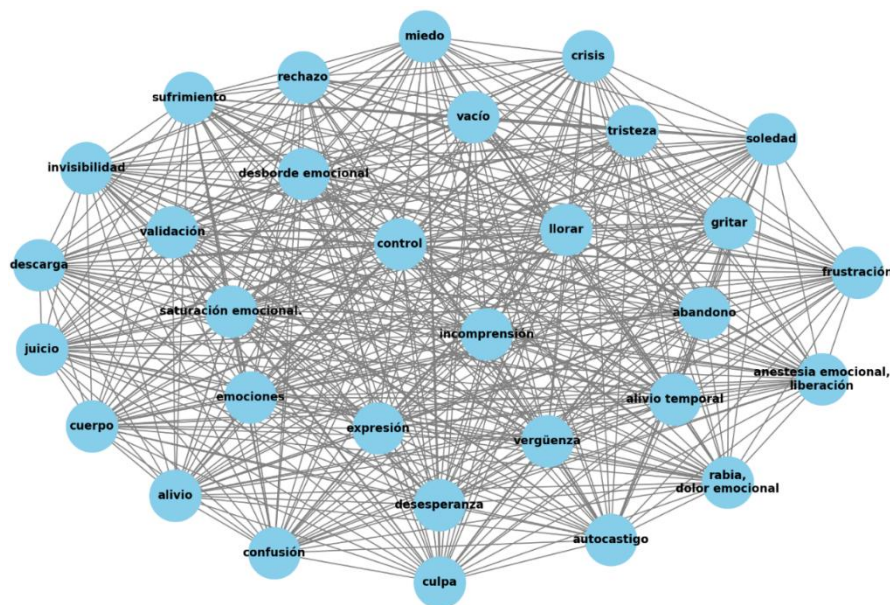 miedo
crisis
rechazo
sufrimiento
vacío
tristeza
soledad
invisibilidad
desborde emocional
validación
llorar
gritar
control
descarga
frustración
saturación emocional.
abandono
incomprensión
juicio
anestesia emocional,
liberación
emociones
alivio temporal
cuerpo
expresión
vergüenza
rabia,
dolor emocional
alivio
desesperanza
autocastigo
confusión
culpa